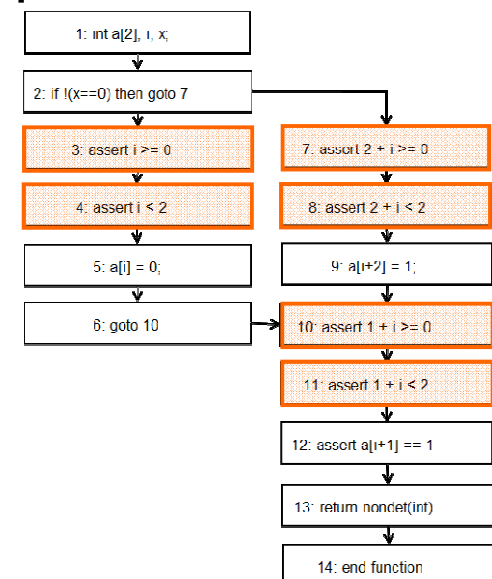 1: int a[2], i, x;
2: if !(x==0) then goto 7
3: assert i >= 0
4: assert i < 2
5: a[i] = 0;
6: goto 10
7: assert 2 + i >= 0
8: assert 2 + i < 2
9: a[i+2] = 1;
10: assert 1 + i >= 0
11: assert 1 + i < 2
12: assert a[i+1] == 1
13: return nondet(int)
14: end function